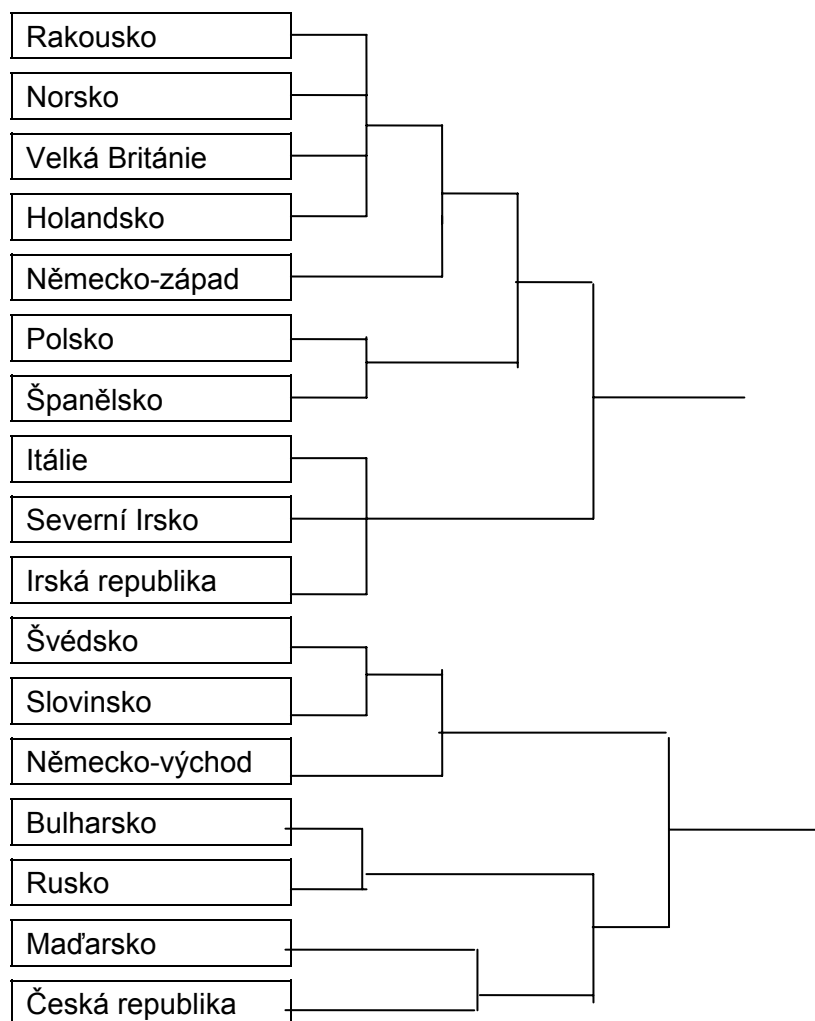 Rakousko
Norsko
Velká Británie
Holandsko
Německo-západ
Polsko
Španělsko
Itálie
Severní Irsko
Irská republika
Švédsko
Slovinsko
Německo-východ
Bulharsko
Rusko
Maďarsko
Česká republika